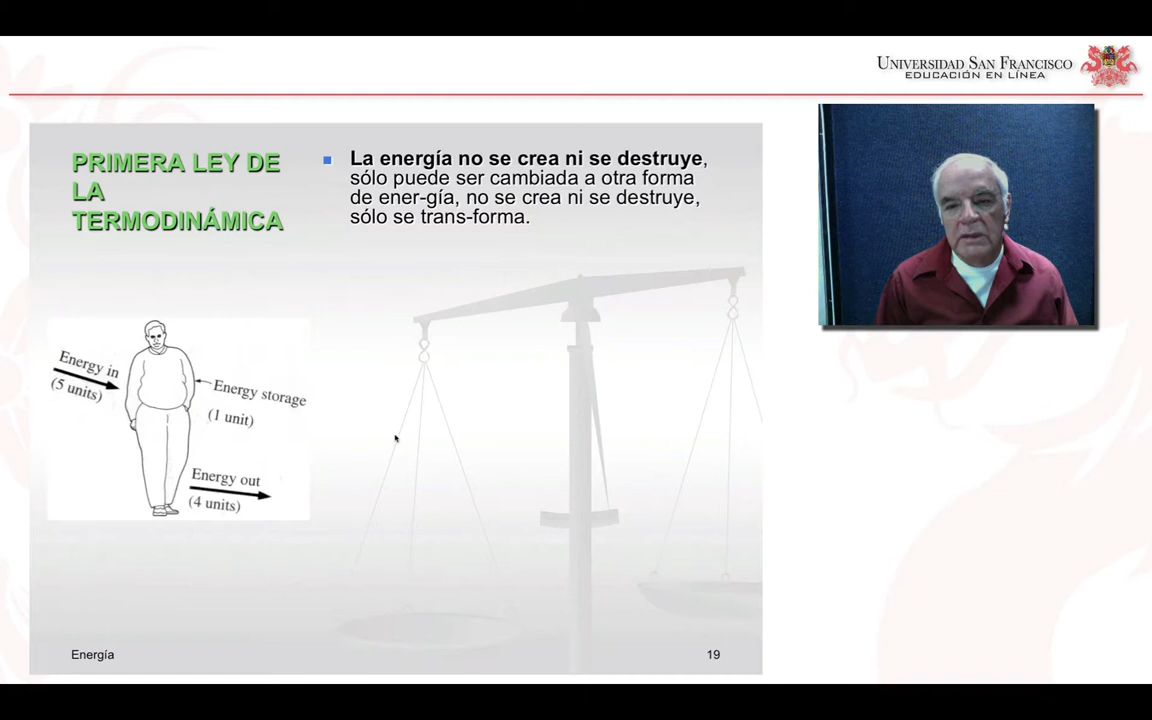 UNIVERSIDAD SAN FRANCISCO
EDUCACIÓN EN LÍNEA
PRIMERA LEY DE
LA
TERMODINÁMICA
La energía no se crea ni se destruye,
sólo puede ser cambiada a otra forma
de ener-gía, no se crea ni se destruye,
sólo se trans-forma.
Energy in
(5 units)
Energy storage
(1 unit)
Energy out
(4 units)
Energía
19